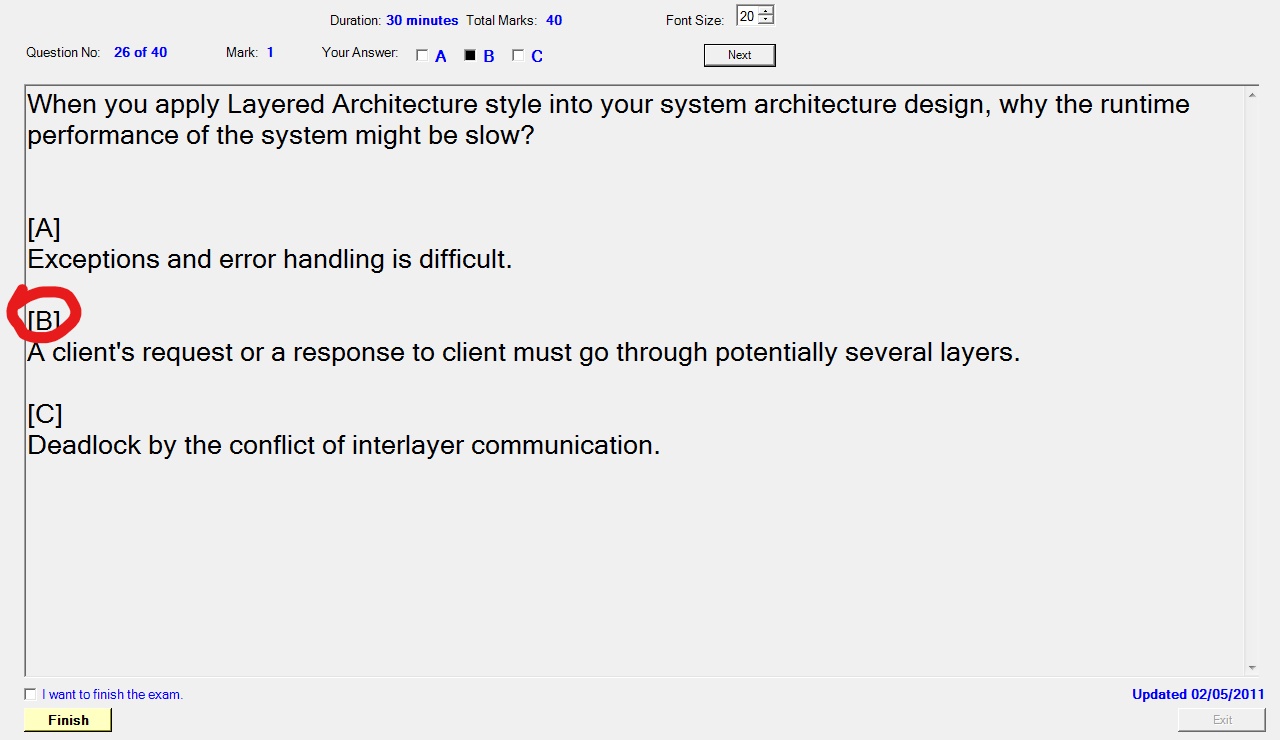 Duration: 30 minutes Total Marks: 40 Font Size: 20
Question No: 26 of 40 Mark: 1 Your Answer: A B C Next
When you apply Layered Architecture style into your system architecture design, why the runtime
performance of the system might be slow?
[A]
Exceptions and error handling is difficult.
[B]
A client's request or a response to client must go through potentially several layers.
[C]
Deadlock by the conflict of interlayer communication.
I want to finish the exam. Updated 02/05/2011
Finish Exit